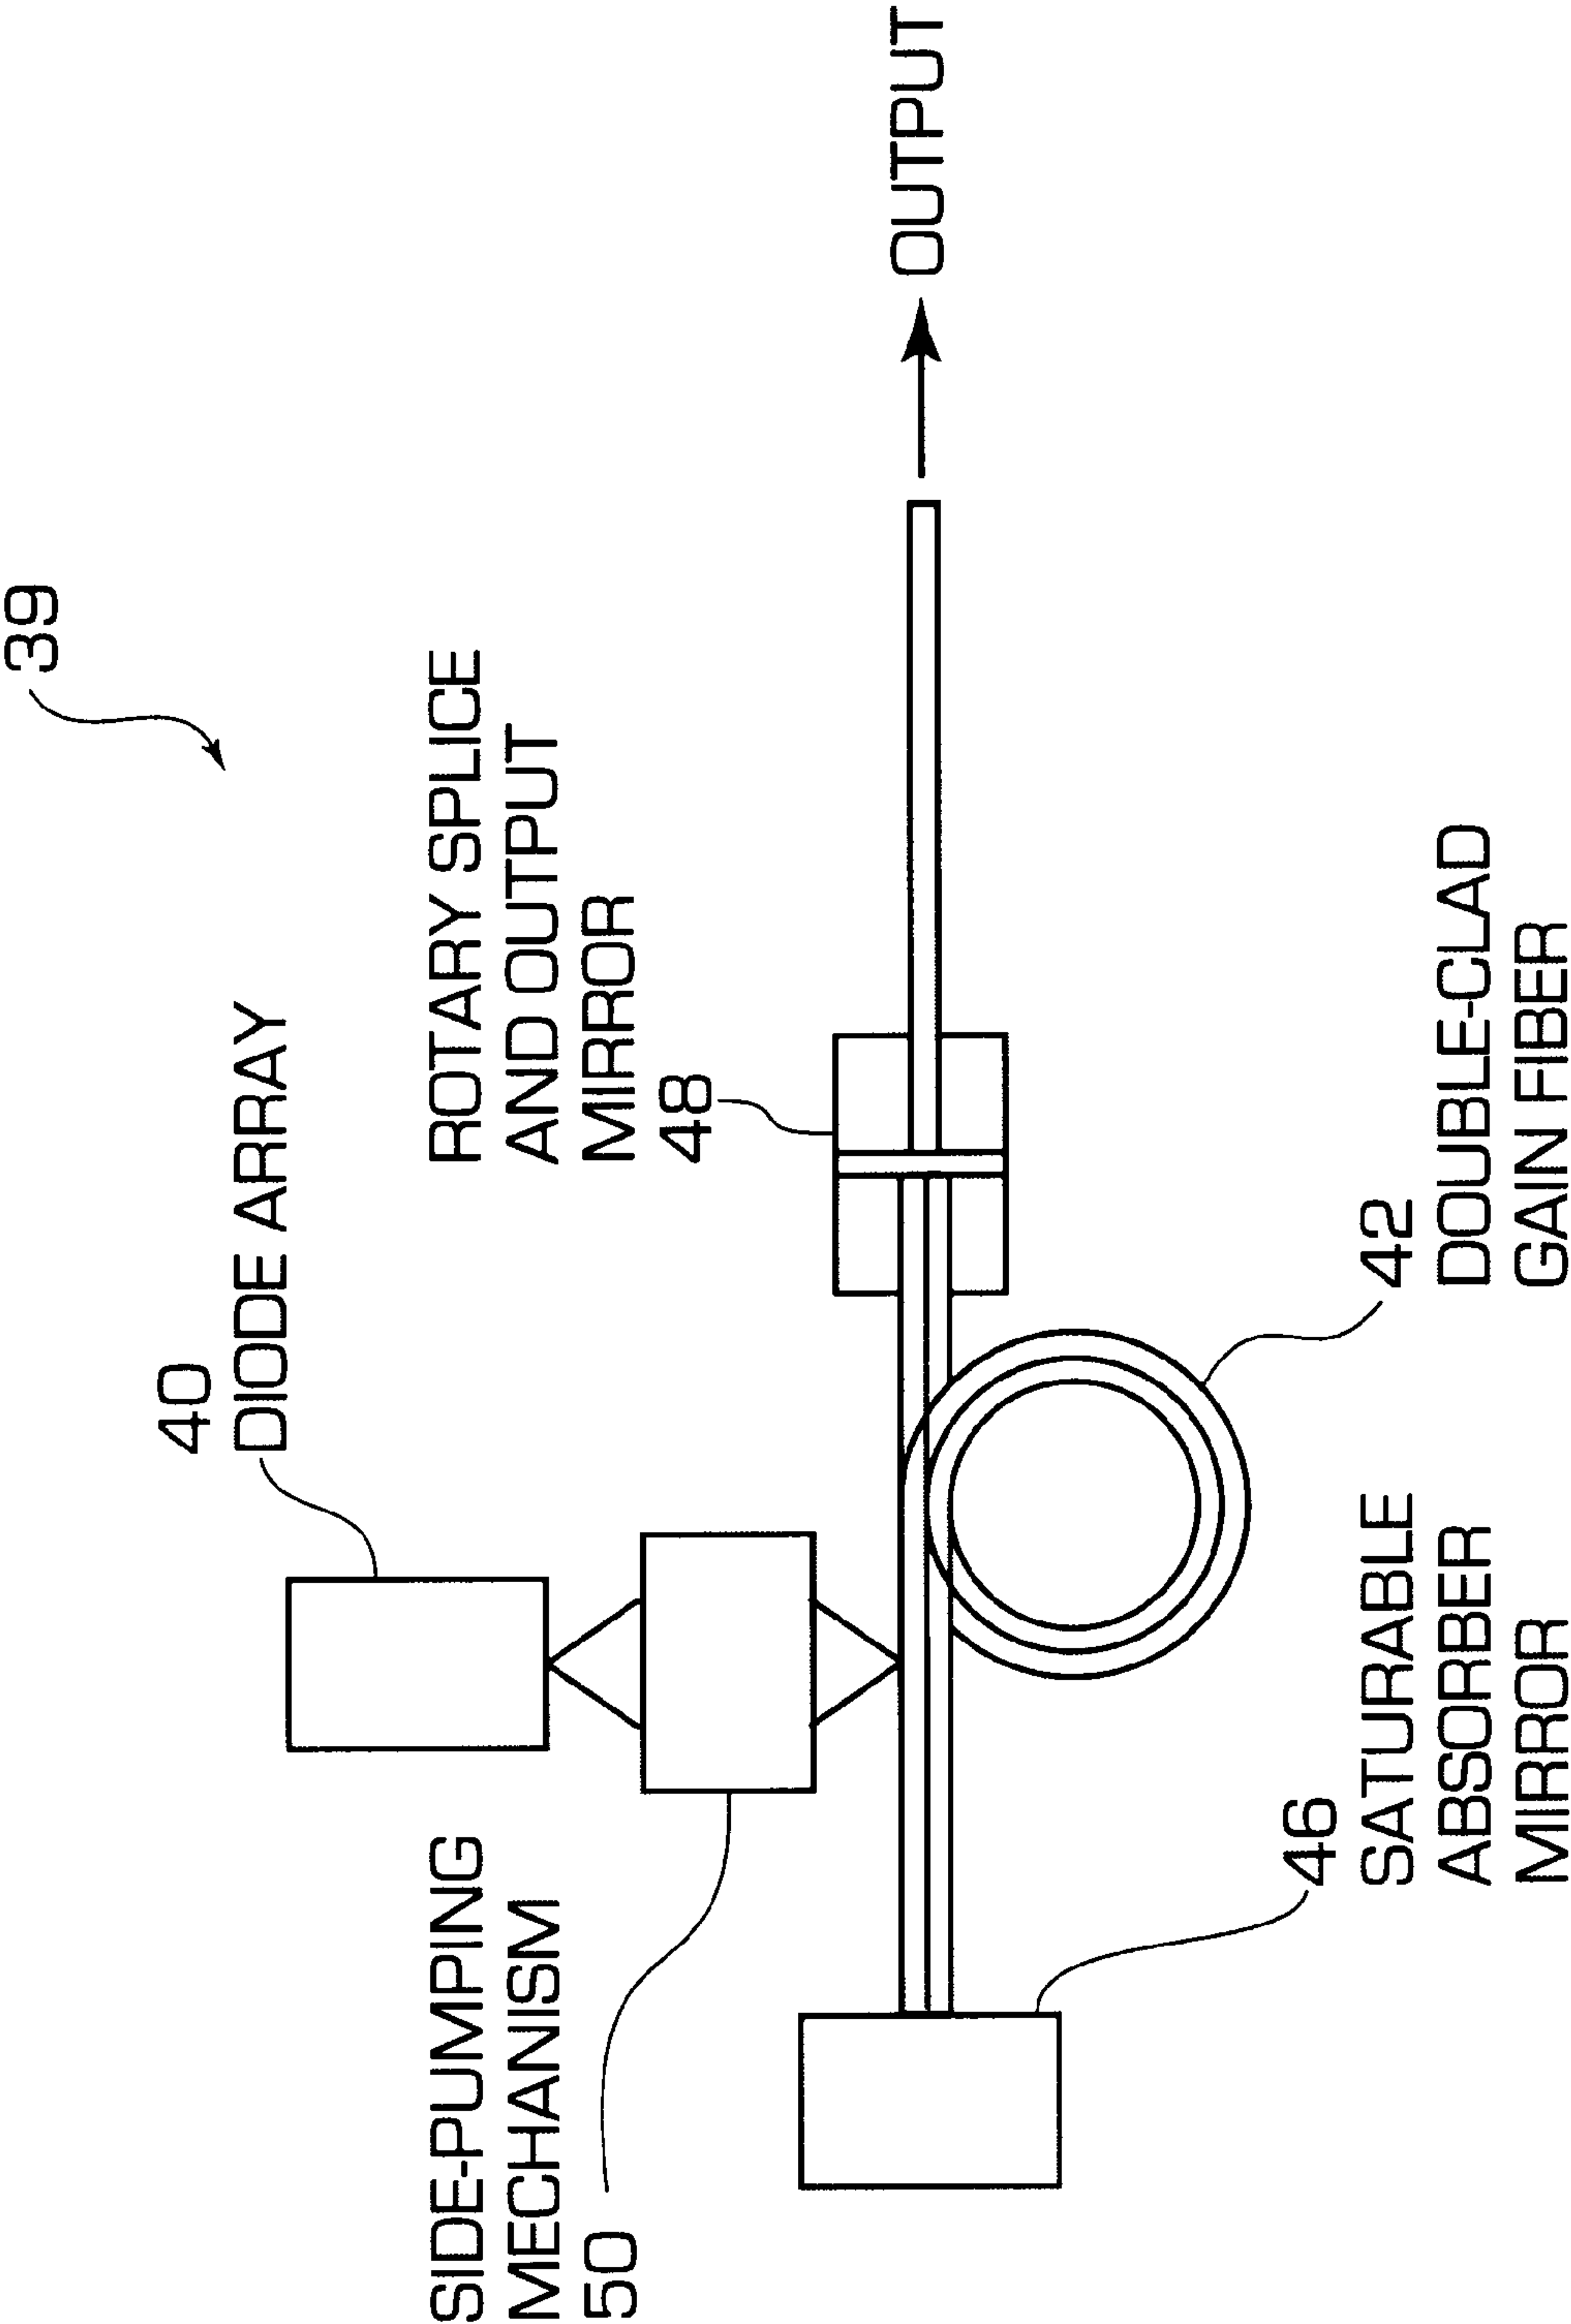 39
40
DIODE ARRAY
ROTARY SPLICE
AND OUTPUT
MIRROR
48
OUTPUT
SIDE-PUMPING
MECHANISM
50
46
SATURABLE
ABSORBER
MIRROR
42
DOUBLE-CLAD
GAIN FIBER